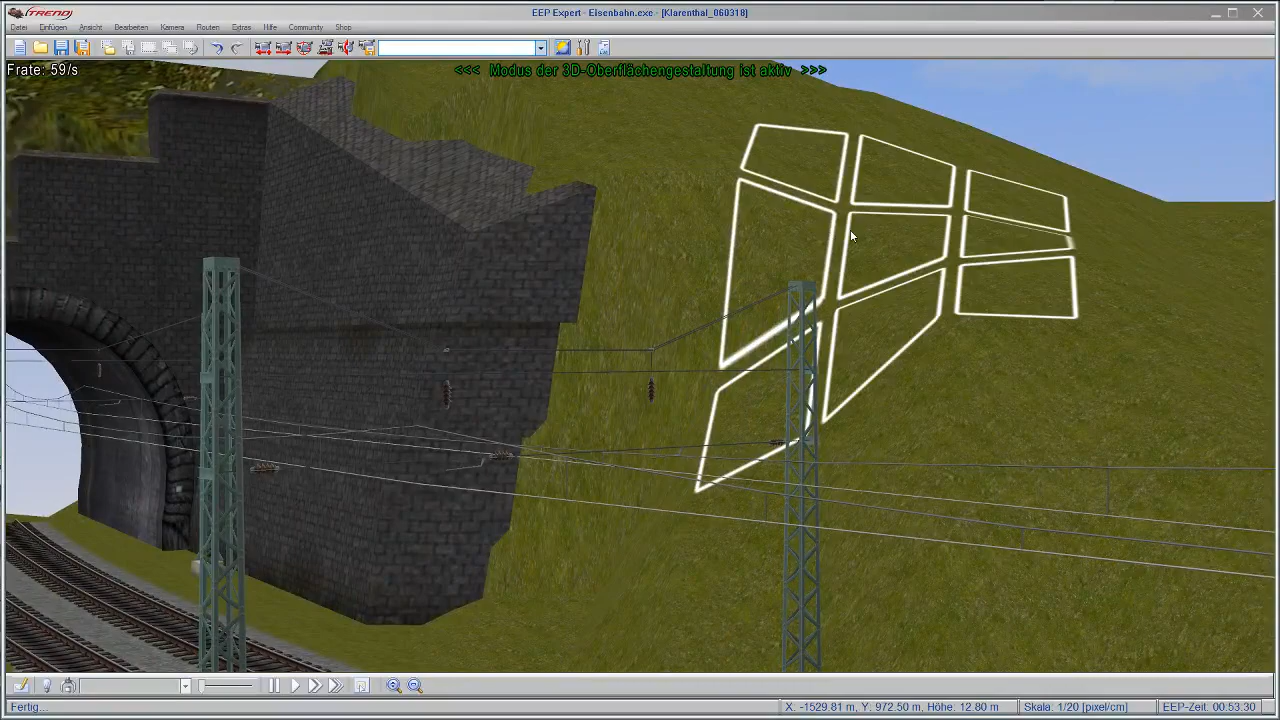 TREND
EEP Expert - Eisenbahn.exe - [Klarenthal_060318]
Datei Einfügen Ansicht Bearbeiten Kamera Routen Extras Hilfe Community Shop
Frate: 59/s
<<< Modus der 3D-Oberflächengestaltung ist aktiv >>>
Fertig...
X: -1529.81 m, Y: 972.50 m, Höhe: 12.80 m
Skala: 1/20 [pixel/cm]
EEP-Zeit: 00:53:30